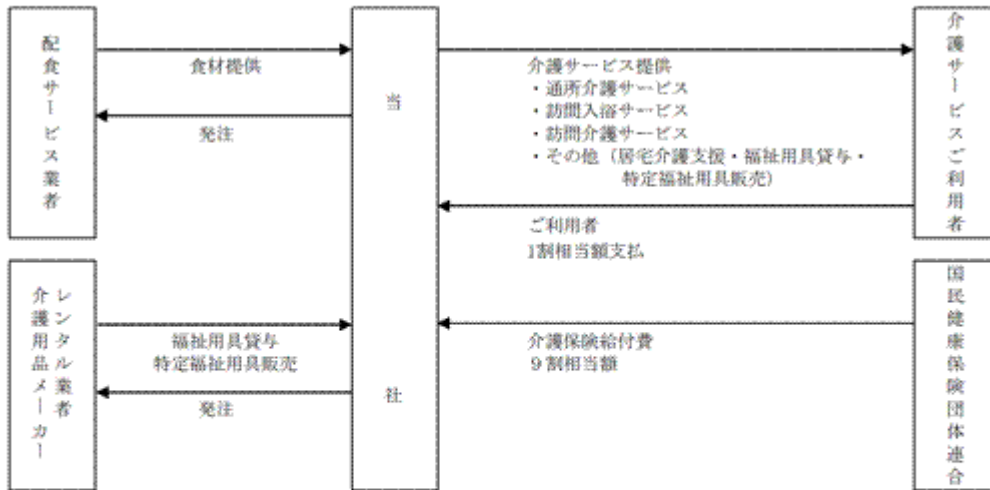 配食サービス業者
食材提供
発注
当社
介護サービス提供
・通所介護サービス
・訪問入浴サービス
・訪問介護サービス
・その他（居宅介護支援・福祉用具貸与・
特定福祉用具販売）
ご利用者
1割相当額支払
介護サービスご利用者
レンタル業者
介護用品メーカー
福祉用具貸与
特定福祉用具販売
発注
介護保険給付費
９割相当額
国民健康保険団体連合